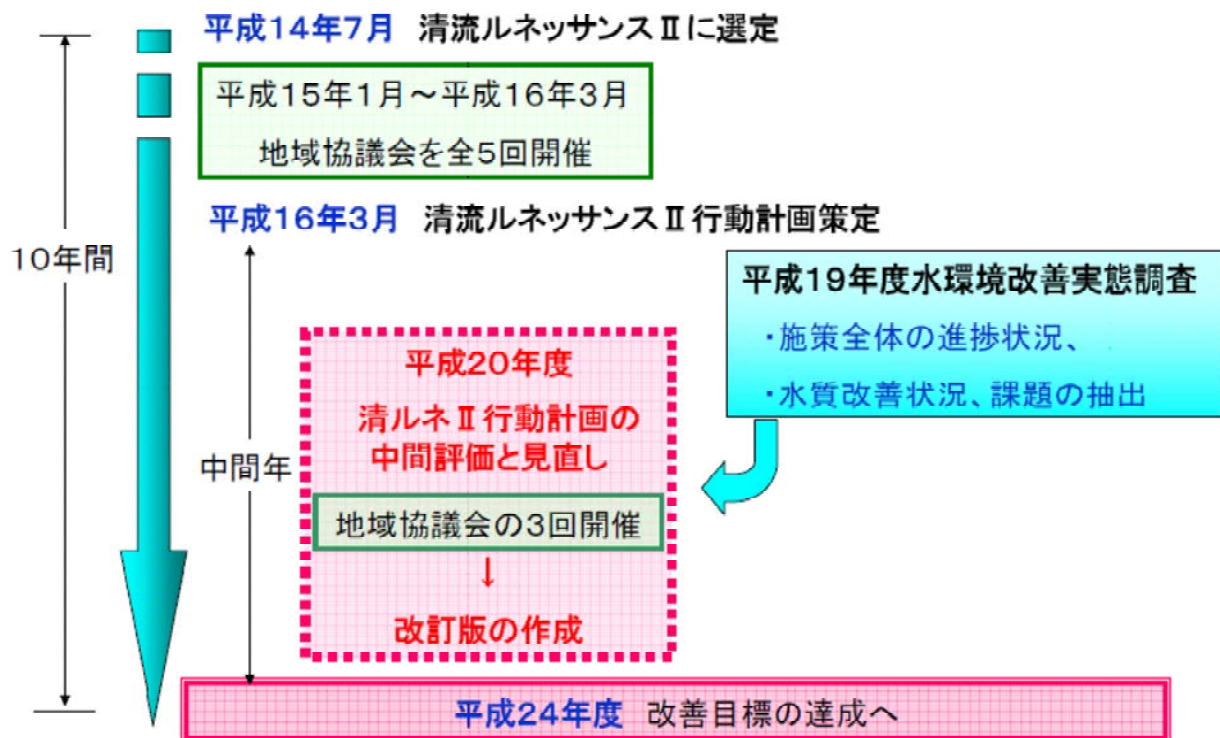 平成14年7月 清流ルネッサンスⅡに選定
平成15年1月～平成16年3月
地域協議会を全5回開催
平成16年3月 清流ルネッサンスⅡ行動計画策定
10年間
平成19年度水環境改善実態調査
・施策全体の進捗状況、
・水質改善状況、課題の抽出
平成20年度
清ルネⅡ行動計画の
中間評価と見直し
中間年
地域協議会の3回開催
↓
改訂版の作成
平成24年度 改善目標の達成へ